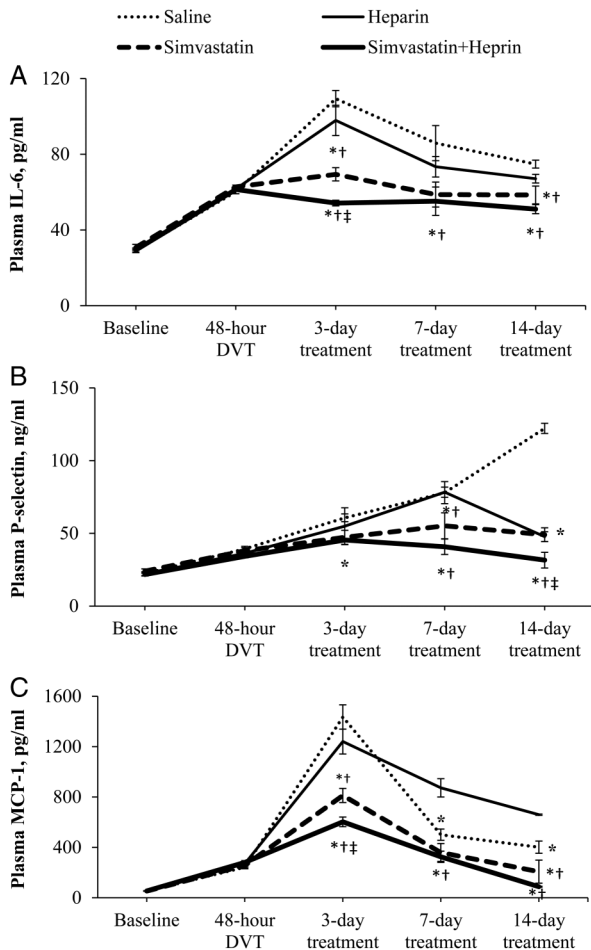 Saline Heparin
Simvastatin Simvastatin+Heprin
A
Plasma IL-6, pg/ml
120
80
40
0
*†
*†‡
*†
*†
*†
Baseline 48-hour 3-day 7-day 14-day
DVT treatment treatment treatment
B
Plasma P-selectin, ng/ml
150
100
50
0
*†
*
*
*†
*†‡
Baseline 48-hour 3-day 7-day 14-day
DVT treatment treatment treatment
C
Plasma MCP-1, pg/ml
1600
1200
800
400
0
*†
*
*
*†‡
*†
*†
*†
Baseline 48-hour 3-day 7-day 14-day
DVT treatment treatment treatment